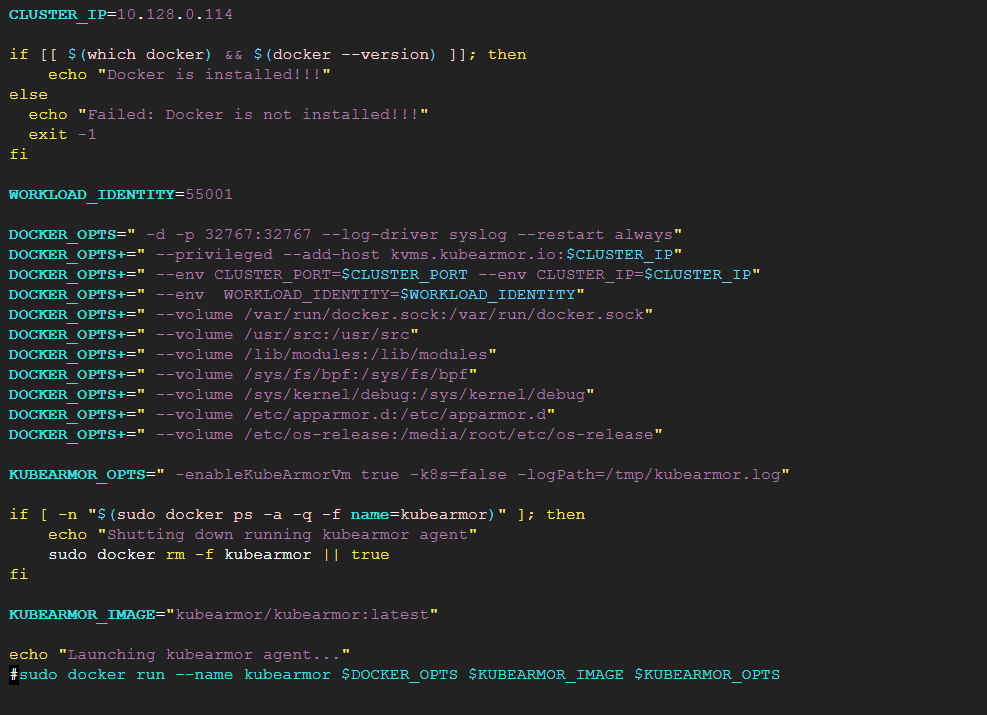 CLUSTER_IP=10.128.0.114
if [[ $(which docker) && $(docker --version) ]]; then
    echo "Docker is installed!!!"
else
  echo "Failed: Docker is not installed!!!"
  exit -1
fi
WORKLOAD_IDENTITY=55001
DOCKER_OPTS=" -d -p 32767:32767 --log-driver syslog --restart always"
DOCKER_OPTS+=" --privileged --add-host kvms.kubearmor.io:$CLUSTER_IP"
DOCKER_OPTS+=" --env CLUSTER_PORT=$CLUSTER_PORT --env CLUSTER_IP=$CLUSTER_IP"
DOCKER_OPTS+=" --env  WORKLOAD_IDENTITY=$WORKLOAD_IDENTITY"
DOCKER_OPTS+=" --volume /var/run/docker.sock:/var/run/docker.sock"
DOCKER_OPTS+=" --volume /usr/src:/usr/src"
DOCKER_OPTS+=" --volume /lib/modules:/lib/modules"
DOCKER_OPTS+=" --volume /sys/fs/bpf:/sys/fs/bpf"
DOCKER_OPTS+=" --volume /sys/kernel/debug:/sys/kernel/debug"
DOCKER_OPTS+=" --volume /etc/apparmor.d:/etc/apparmor.d"
DOCKER_OPTS+=" --volume /etc/os-release:/media/root/etc/os-release"
KUBEARMOR_OPTS=" -enableKubeArmorVm true -k8s=false -logPath=/tmp/kubearmor.log"
if [ -n "$(sudo docker ps -a -q -f name=kubearmor)" ]; then
    echo "Shutting down running kubearmor agent"
    sudo docker rm -f kubearmor || true
fi
KUBEARMOR_IMAGE="kubearmor/kubearmor:latest"
echo "Launching kubearmor agent..."
#sudo docker run --name kubearmor $DOCKER_OPTS $KUBEARMOR_IMAGE $KUBEARMOR_OPTS